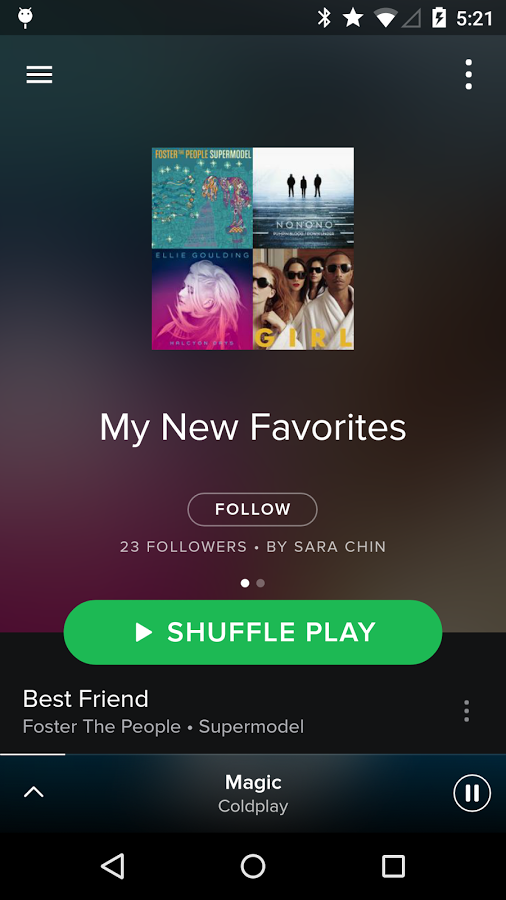 5:21
FOSTER THE PEOPLE SUPERMODEL
NONONO
ELLIE GOULDING
HALCYON DAYS
GIRL
My New Favorites
FOLLOW
23 FOLLOWERS • BY SARA CHIN
SHUFFLE PLAY
Best Friend
Foster The People • Supermodel
Magic
Coldplay